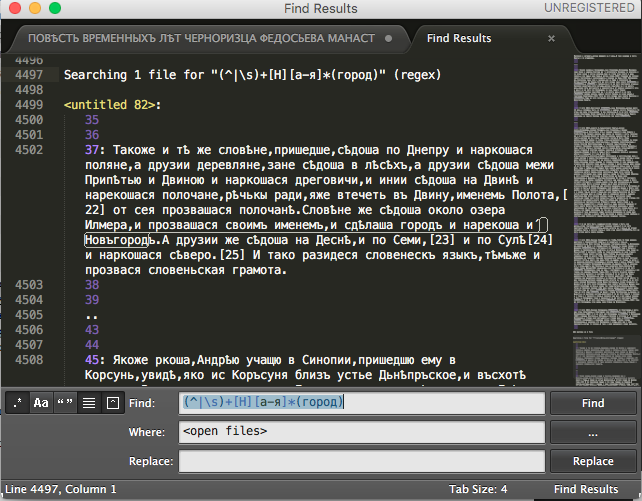 Find Results
UNREGISTERED
ПОВѢСТЬ ВРЕМЕННЫХЪ ЛѢТ ЧЕРНОРИЗЦА ФЕДОСЬЕВА МАНАСТ
Find Results ×
4496
4497 Searching 1 file for "(^|\s)+[Н][а-я]*(город)" (regex)
4498
4499 <untitled 82>:
4500 35
4501 36
4502 37: Такоже и тѣ же словѣне,пришедше,сѣдоша по Днепру и наркошася
поляне,а друзии деревляне,зане сѣдоша в лѣсѣхъ,а друзии сѣдоша межи
Припѣтью и Двиною и наркошася дреговичи,и инии сѣдоша на Двинѣ и
нарекошася полочане,рѣчькы ради,яже втечеть въ Двину,именемь Полота,[
22] от сея прозвашася полочанѣ.Словѣне же сѣдоша около озера
Илмера,и прозвашася своимъ именемъ,и сдѣлаша городъ и нарекоша и
Новъгородъ.А друзии же сѣдоша на Деснѣ,и по Семи,[23] и по Сулѣ[24]
и наркошася сѣверо.[25] И тако разидеся словенескъ языкъ,тѣмьже и
прозвася словеньская грамота.
4503 38
4504 39
4505 ..
4506 43
4507 44
4508 45: Якоже ркоша,Андрѣю учащю в Синопии,пришедшю ему в
Корсунь,увидѣ,яко ис Коръсуня близъ устье Дьнѣпръское,и въсхотѣ
.* Aa “ ” Find: (^|\s)+[Н][а-я]*(город) Find
Where: <open files> ...
Replace: Replace
Line 4497, Column 1 Tab Size: 4 Find Results